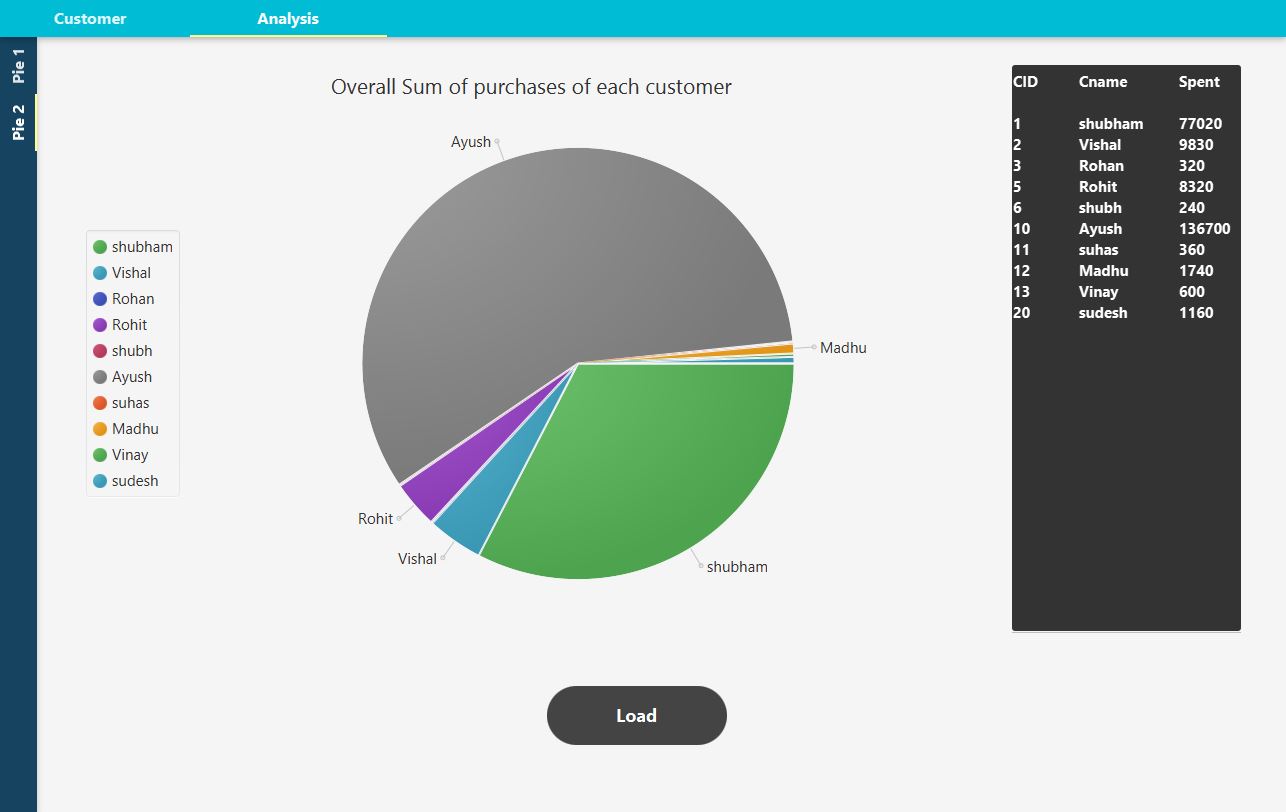 Customer Analysis
Pie 1
Pie 2
Overall Sum of purchases of each customer
Ayush
Madhu
Rohit
Vishal
shubham
shubham
Vishal
Rohan
Rohit
shubh
Ayush
suhas
Madhu
Vinay
sudesh
CID Cname Spent
1 shubham 77020
2 Vishal 9830
3 Rohan 320
5 Rohit 8320
6 shubh 240
10 Ayush 136700
11 suhas 360
12 Madhu 1740
13 Vinay 600
20 sudesh 1160
Load